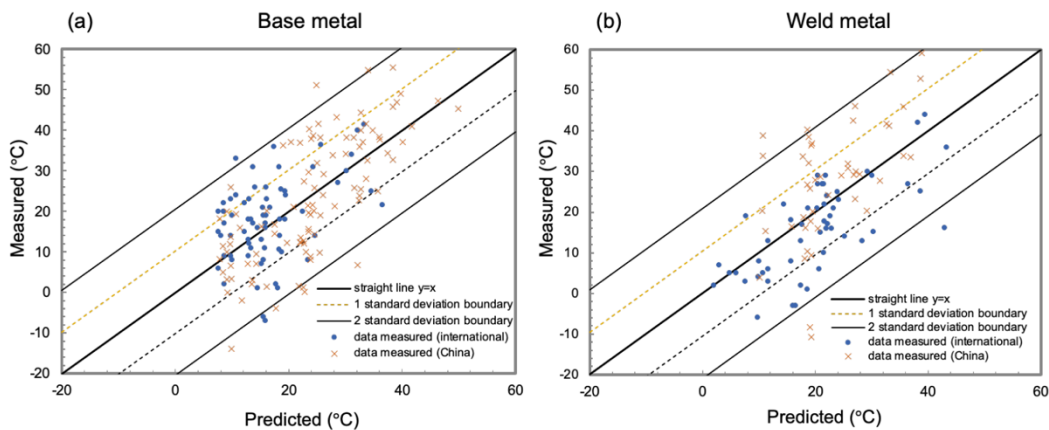 (a)
Base metal
60
50
40
30
20
10
0
-10
-20
Measured (°C)
-20
0
20
40
60
Predicted (°C)
straight line y=x
1 standard deviation boundary
2 standard deviation boundary
data measured (international)
data measured (China)
(b)
Weld metal
60
50
40
30
20
10
0
-10
-20
Measured (°C)
-20
0
20
40
60
Predicted (°C)
straight line y=x
1 standard deviation boundary
2 standard deviation boundary
data measured (international)
data measured (China)